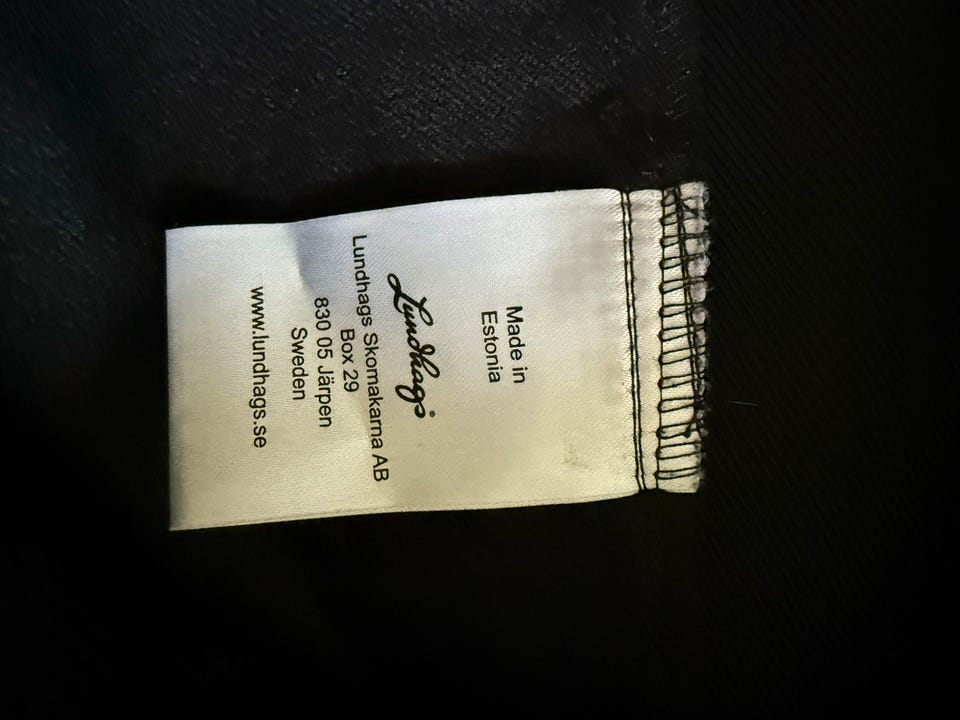 Made in
Estonia
Lundhags
Lundhags Skomakarna AB
Box 29
830 05 Järpen
Sweden
www.lundhags.se